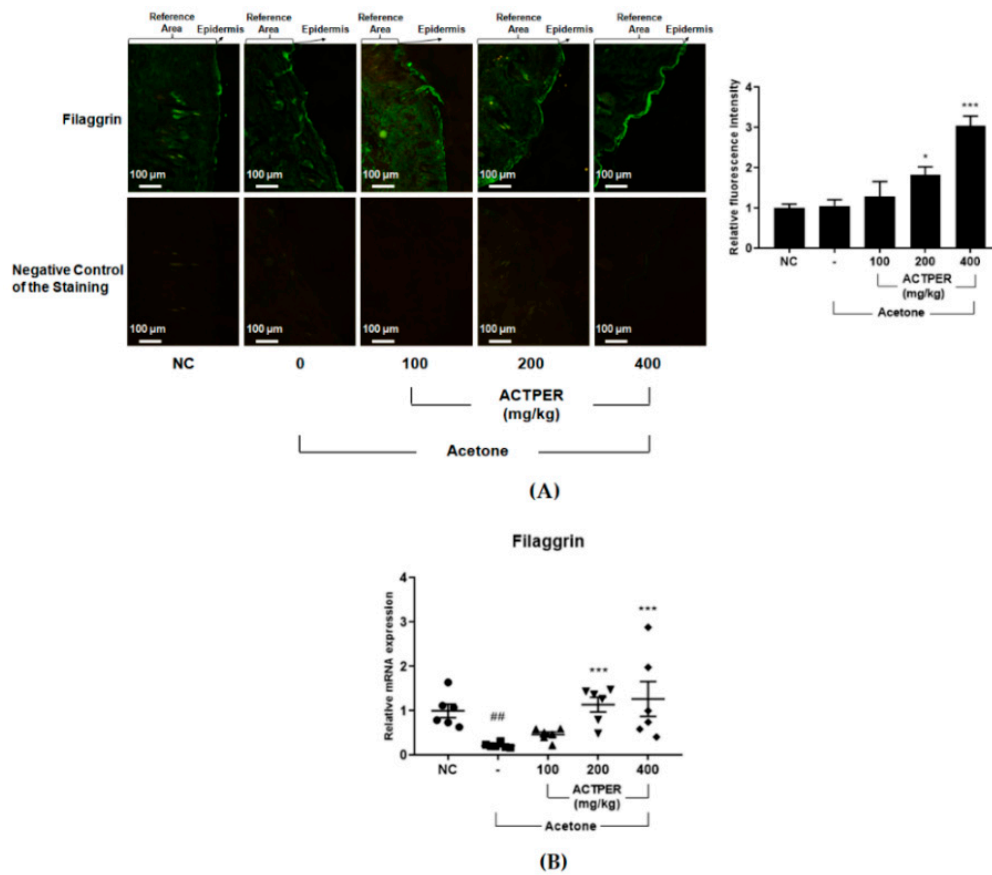 Reference Area Epidermis Reference Area Epidermis Reference Area Epidermis Reference Area Epidermis Reference Area Epidermis
Filaggrin
100 µm 100 µm 100 µm 100 µm 100 µm
Negative Control
of the Staining
100 µm 100 µm 100 µm 100 µm 100 µm
NC 0 100 200 400
ACTPER
(mg/kg)
Acetone
Relative fluorescence intensity
4
3
2
1
0
*
***
NC - 100 200 400
ACTPER
(mg/kg)
Acetone
(A)
Filaggrin
Relative mRNA expression
4
3
2
1
0
##
***
***
NC - 100 200 400
ACTPER
(mg/kg)
Acetone
(B)